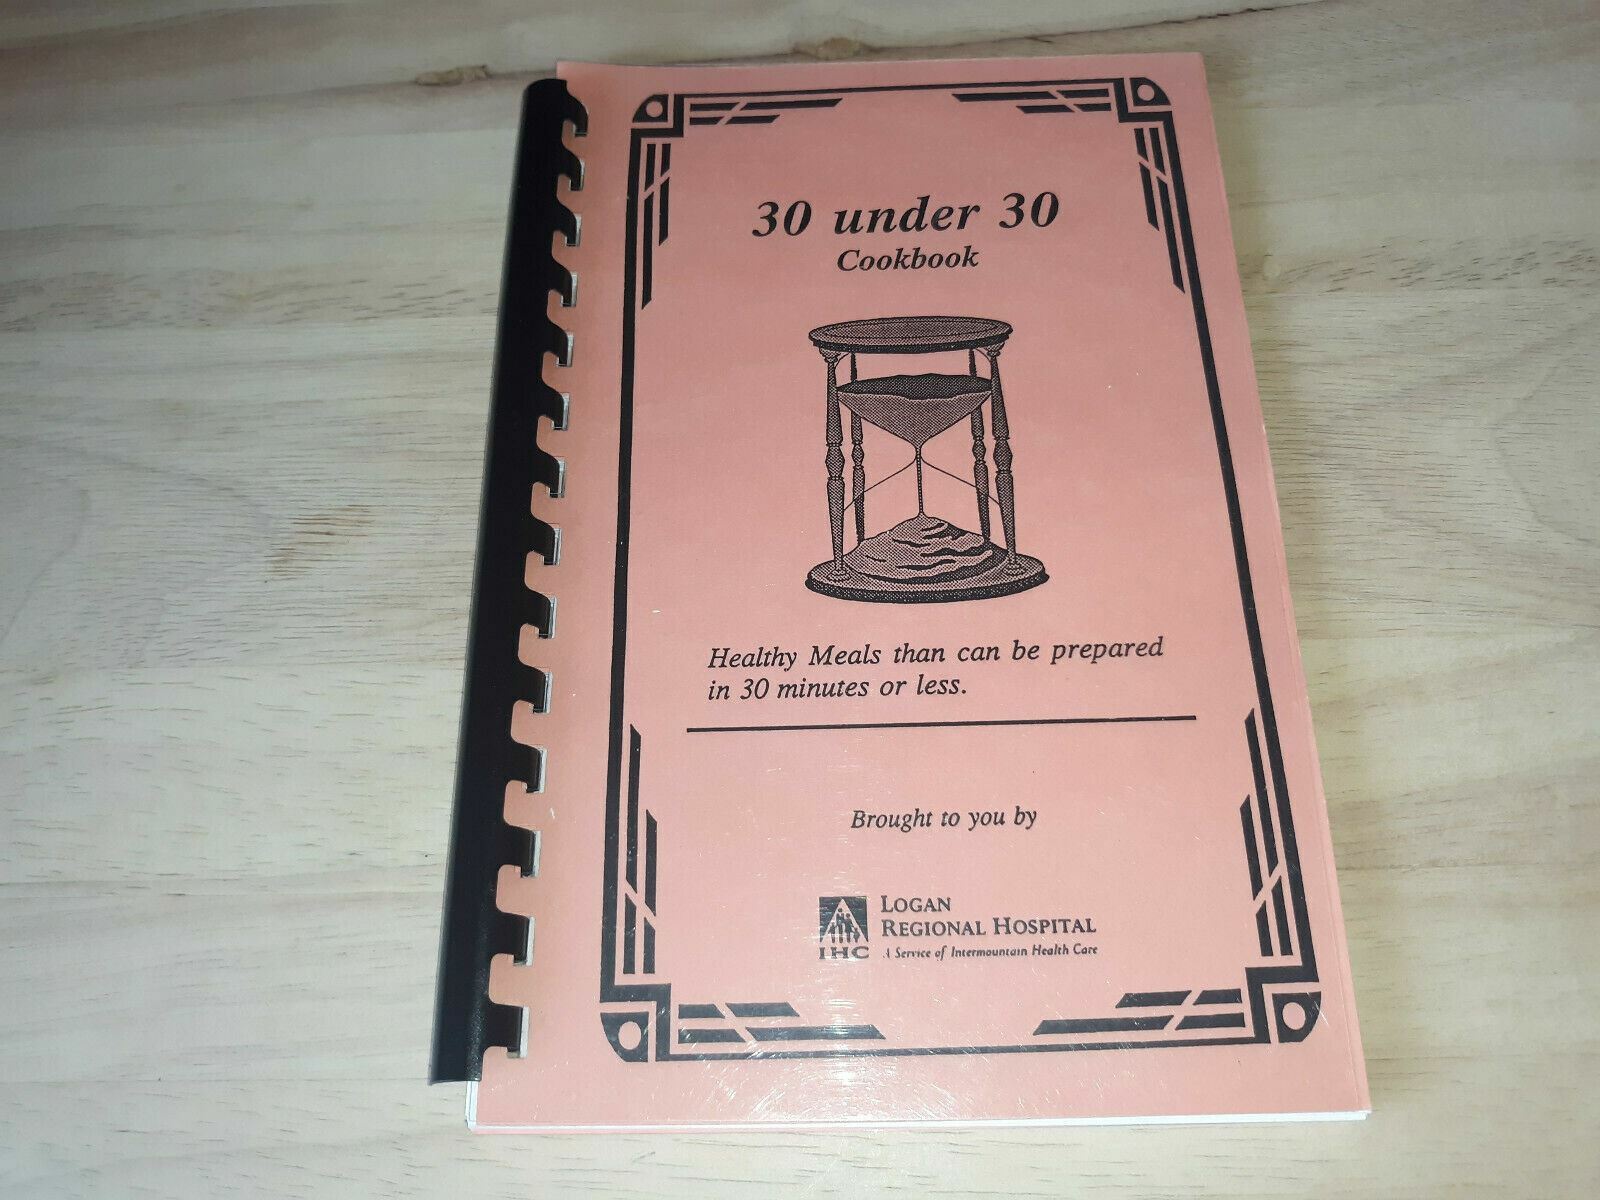 30 under 30
Cookbook
Healthy Meals than can be prepared
in 30 minutes or less.
Brought to you by
IHC
LOGAN
REGIONAL HOSPITAL
A Service of Intermountain Health Care